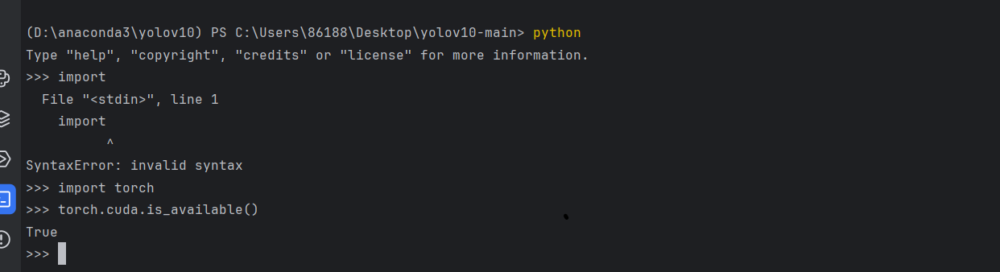 (D:\anaconda3\yolov10) PS C:\Users\86188\Desktop\yolov10-main> python
Type "help", "copyright", "credits" or "license" for more information.
>>> import
  File "<stdin>", line 1
    import
          ^
SyntaxError: invalid syntax
>>> import torch
>>> torch.cuda.is_available()
True
>>>